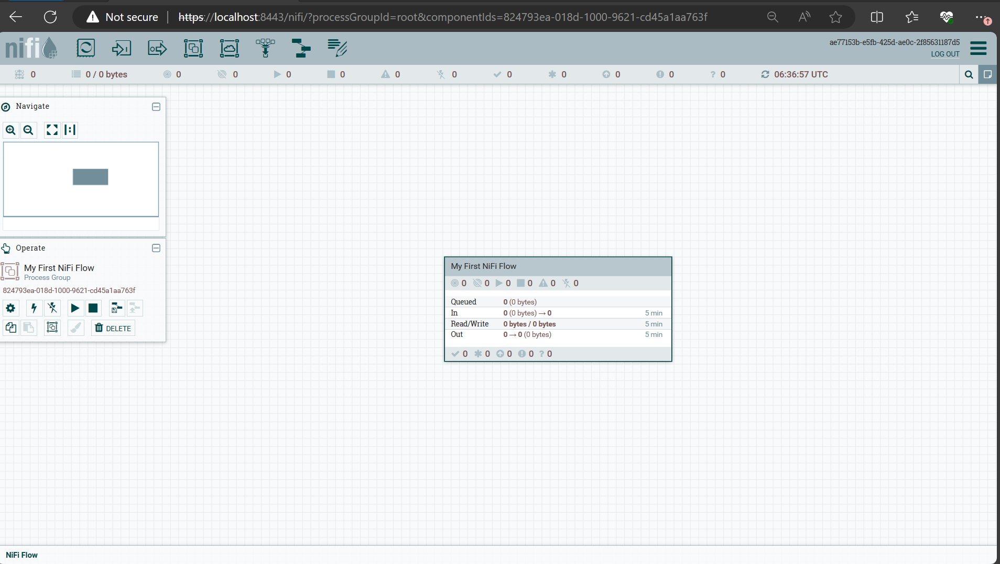 Not secure | https://localhost:8443/nifi/?processGroupId=root&componentIds=824793ea-018d-1000-9621-cd45a1aa763f
nifi
ae77153b-e5fb-425d-ae0c-2f85631187d5
LOG OUT
0 0 / 0 bytes 0 0 0 0 0 0 0 0 0 0 ? 0 06:36:57 UTC
Navigate
Operate
My First NiFi Flow
Process Group
824793ea-018d-1000-9621-cd45a1aa763f
DELETE
My First NiFi Flow
0 0 0 0 0 0
Queued 0 (0 bytes)
In 0 (0 bytes) → 0 5 min
Read/Write 0 bytes / 0 bytes 5 min
Out 0 → 0 (0 bytes) 5 min
0 0 0 0 ? 0
NiFi Flow